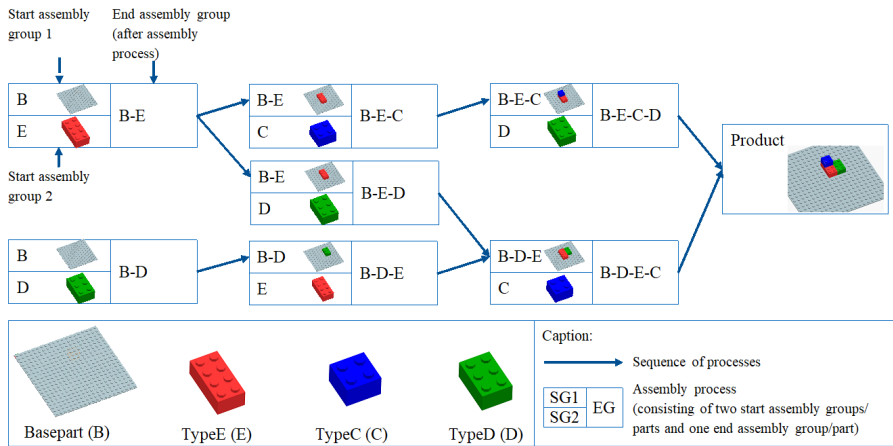 Start assembly
group 1
End assembly group
(after assembly
process)
B
E
B-E
Start assembly
group 2
B-E
C
B-E-C
B-E-C
D
B-E-C-D
B-E
D
B-E-D
Product
B
D
B-D
B-D
E
B-D-E
B-D-E
C
B-D-E-C
Basepart (B)
TypeE (E)
TypeC (C)
TypeD (D)
Caption:
Sequence of processes
SG1
SG2
EG
Assembly process
(consisting of two start assembly groups/
parts and one end assembly group/part)